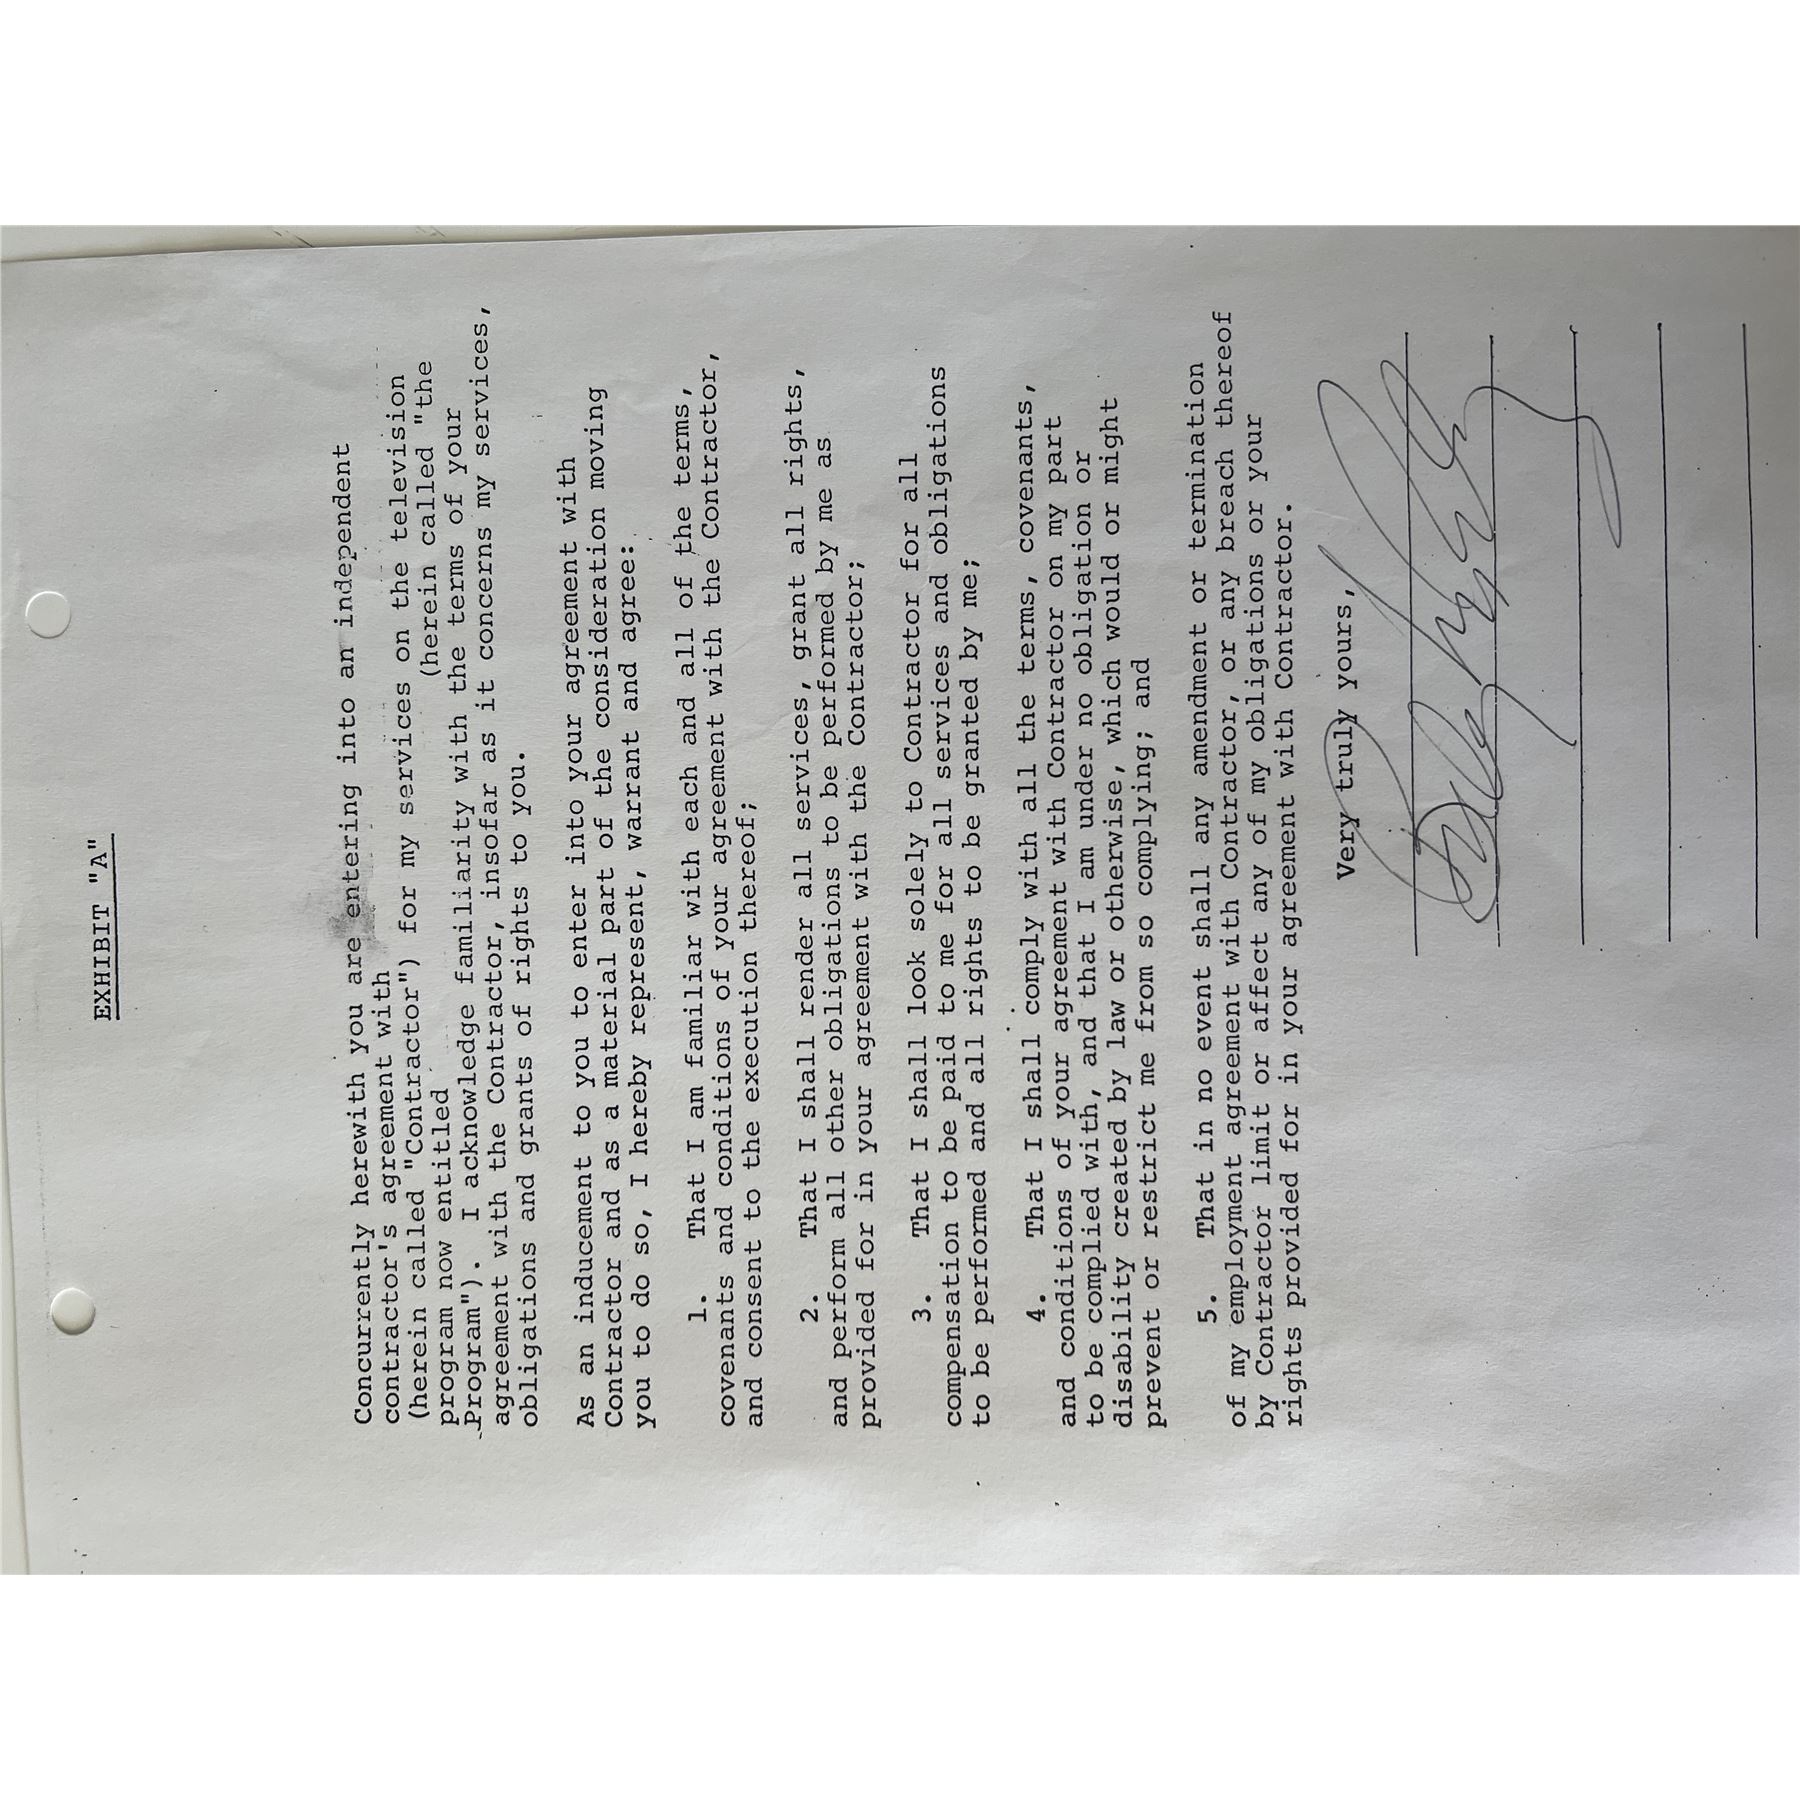 EXHIBIT "A"
Concurrently herewith you are entering into an independent
contractor's agreement with
(herein called "Contractor") for my services on the television
program now entitled (herein called "the
Program"). I acknowledge familiarity with the terms of your
agreement with the Contractor, insofar as it concerns my services,
obligations and grants of rights to you.
As an inducement to you to enter into your agreement with
Contractor and as a material part of the consideration moving
you to do so, I hereby represent, warrant and agree:
1. That I am familiar with each and all of the terms,
covenants and conditions of your agreement with the Contractor,
and consent to the execution thereof;
2. That I shall render all services, grant all rights,
and perform all other obligations to be performed by me as
provided for in your agreement with the Contractor;
3. That I shall look solely to Contractor for all
compensation to be paid to me for all services and obligations
to be performed and all rights to be granted by me;
4. That I shall comply with all the terms, covenants,
and conditions of your agreement with Contractor on my part
to be complied with, and that I am under no obligation or
disability created by law or otherwise, which would or might
prevent or restrict me from so complying; and
5. That in no event shall any amendment or termination
of my employment agreement with Contractor, or any breach thereof
by Contractor limit or affect any of my obligations or your
rights provided for in your agreement with Contractor.
Very truly yours,